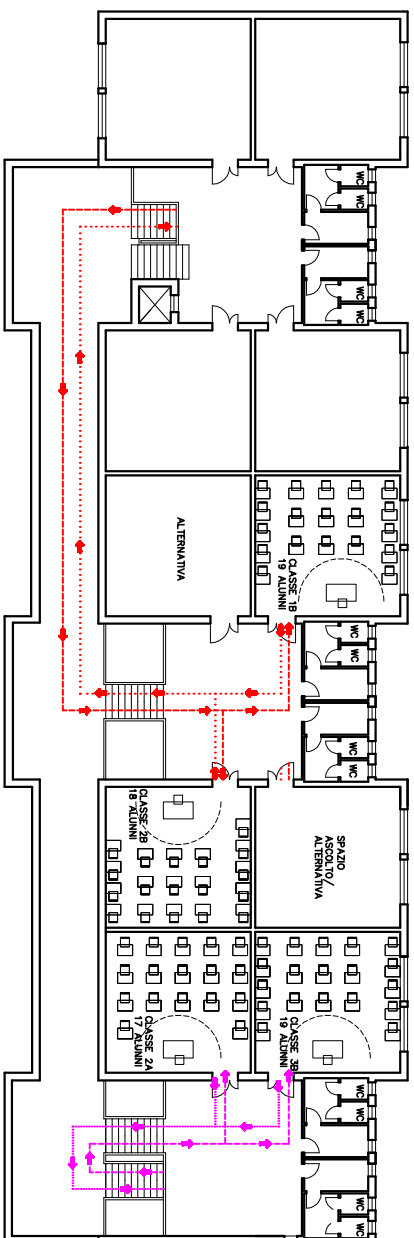 WC
WC
WC
WC
ALTERNATIVA
CLASSE 1B
19 ALUNNI
WC
WC
WC
WC
CLASSE 2B
18 ALUNNI
SPAZIO
ASCOLTO/
ALTERNATIVA
CLASSE 2A
17 ALUNNI
CLASSE 3B
19 ALUNNI
WC
WC
WC
WC